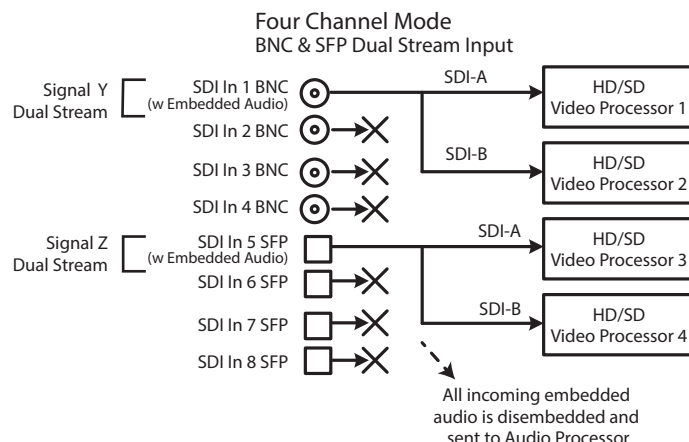 Four Channel Mode
BNC & SFP Dual Stream Input
Signal Y
Dual Stream
SDI In 1 BNC
(w Embedded Audio)
SDI In 2 BNC
SDI In 3 BNC
SDI In 4 BNC
SDI-A
HD/SD
Video Processor 1
SDI-B
HD/SD
Video Processor 2
Signal Z
Dual Stream
SDI In 5 SFP
(w Embedded Audio)
SDI In 6 SFP
SDI In 7 SFP
SDI In 8 SFP
SDI-A
HD/SD
Video Processor 3
SDI-B
HD/SD
Video Processor 4
All incoming embedded
audio is disembedded and
sent to Audio Processor